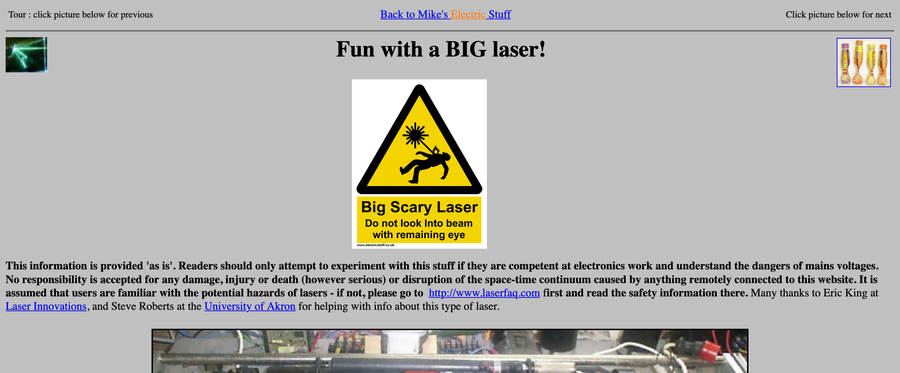 Tour : click picture below for previous
Back to Mike's Electric Stuff
Click picture below for next
Fun with a BIG laser!
Big Scary Laser
Do not look Into beam
with remaining eye
www.electricstuff.co.uk
This information is provided 'as is'. Readers should only attempt to experiment with this stuff if they are competent at electronics work and understand the dangers of mains voltages.
No responsibility is accepted for any damage, injury or death (however serious) or disruption of the space-time continuum caused by anything remotely connected to this website. It is
assumed that users are familiar with the potential hazards of lasers - if not, please go to http://www.laserfaq.com first and read the safety information there. Many thanks to Eric King at
Laser Innovations, and Steve Roberts at the University of Akron for helping with info about this type of laser.